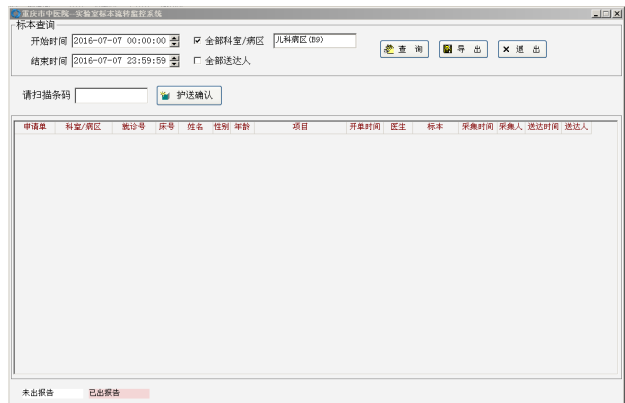 重庆市中医院--实验室标本流转监控系统
标本查询
开始时间 2016-07-07 00:00:00 全部科室/病区 儿科病区(B9) 查 询 导 出 退 出
结束时间 2016-07-07 23:59:59 全部送达人
请扫描条码 护送确认
申请单 科室/病区 就诊号 床号 姓名 性别 年龄 项目 开单时间 医生 标本 采集时间 采集人 送达时间 送达人
未出报告 已出报告